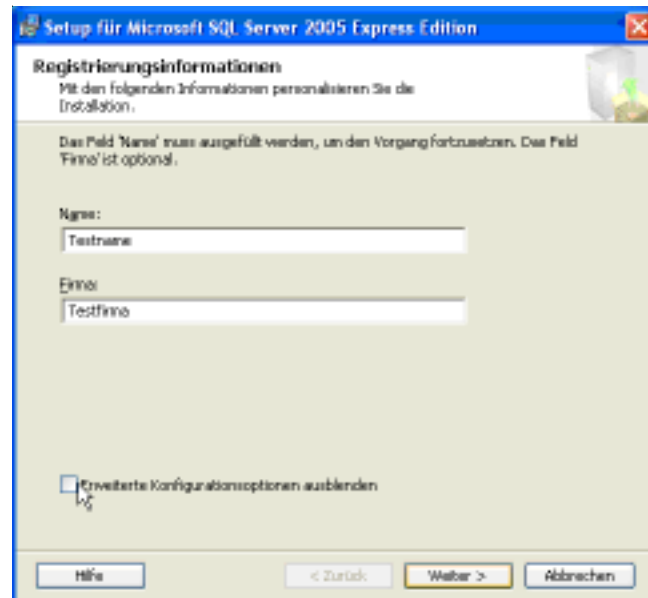 Setup für Microsoft SQL Server 2005 Express Edition
Registrierungsinformationen
Mit den folgenden Informationen personalisieren Sie die
Installation.
Das Feld 'Name' muss ausgefüllt werden, um den Vorgang fortzusetzen. Das Feld
'Firma' ist optional.
Name:
Testname
Firma:
Testfirma
Erweiterte Konfigurationsoptionen ausblenden
Hilfe
< Zurück
Weiter >
Abbrechen